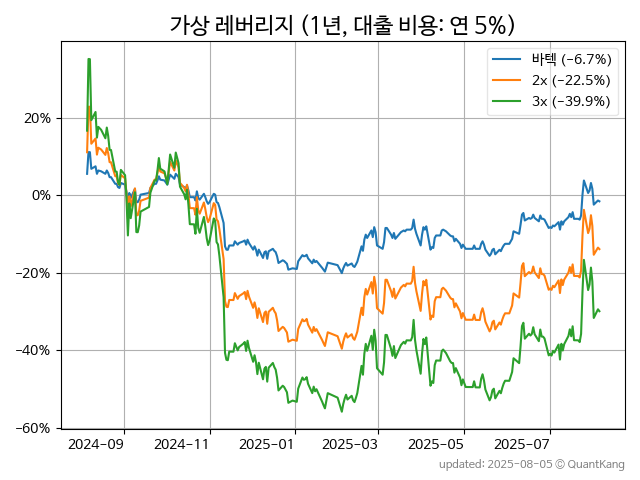 가상 레버리지 (1년, 대출 비용: 연 5%)
바텍 (−6.7%)
2x (−22.5%)
3x (−39.9%)
20%
0%
−20%
−40%
−60%
2024-09
2024-11
2025-01
2025-03
2025-05
2025-07
updated: 2025-08-05 © QuantKang